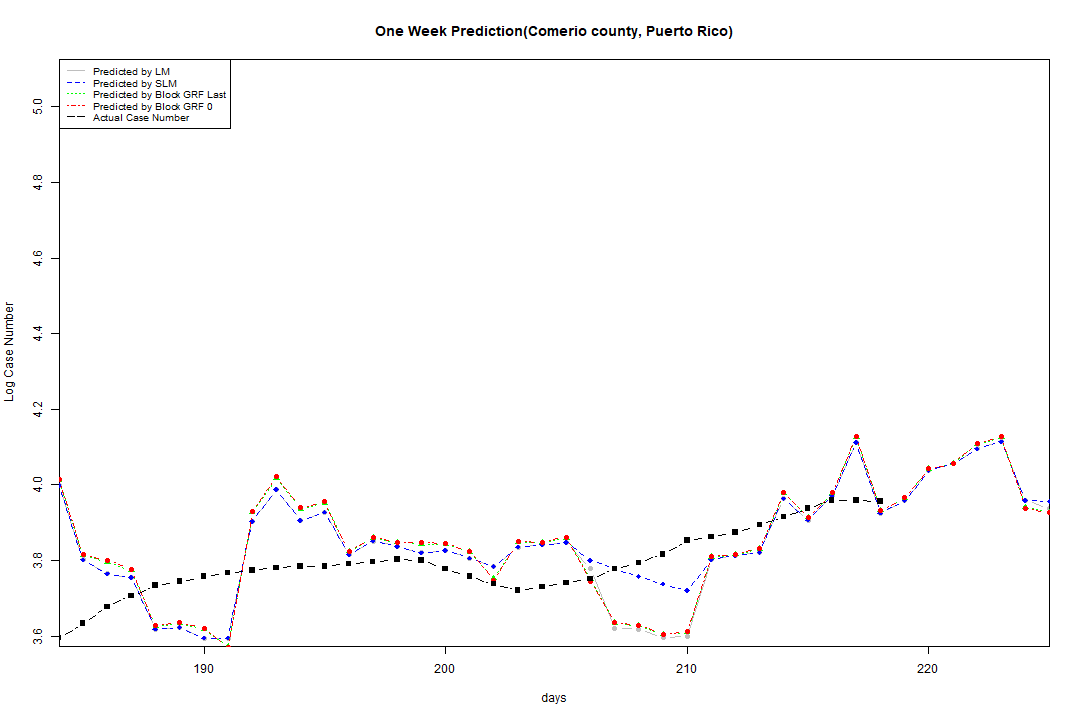 One Week Prediction(Comerio county, Puerto Rico)
Predicted by LM
Predicted by SLM
Predicted by Block GRF Last
Predicted by Block GRF 0
Actual Case Number
5.0
4.8
4.6
4.4
4.2
4.0
3.8
3.6
Log Case Number
190
200
210
220
days